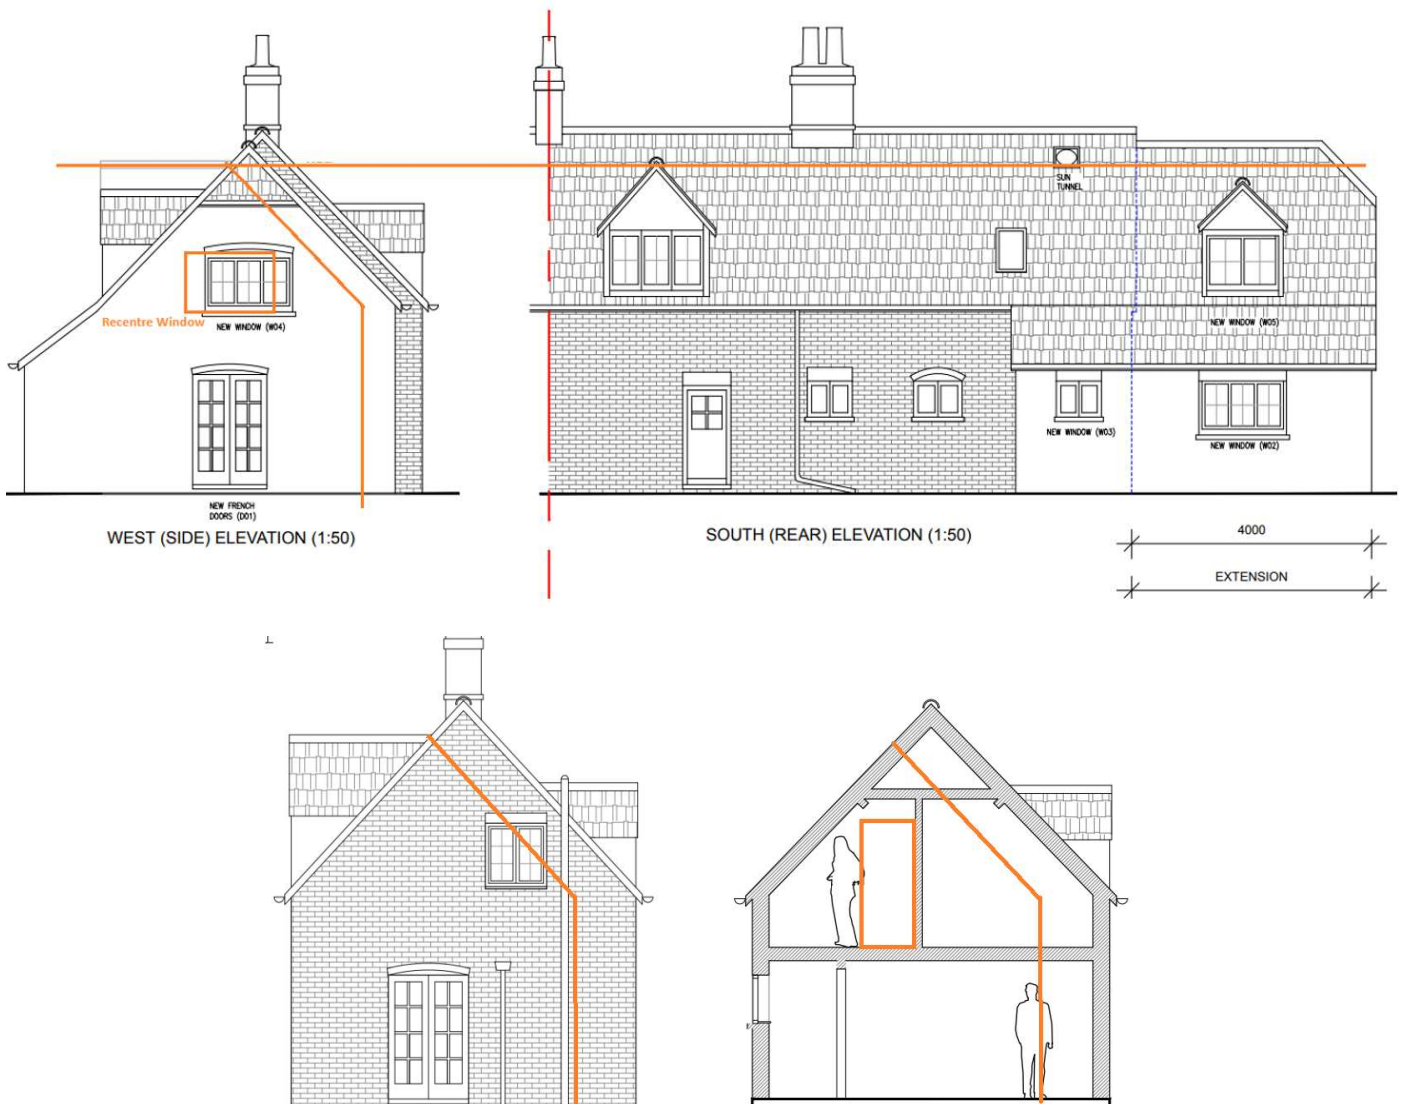 SUN
TUNNEL
Recentre Window
NEW WINDOW (W04)
NEW WINDOW (W05)
NEW WINDOW (W03)
NEW WINDOW (W02)
NEW FRENCH
DOORS (D01)
WEST (SIDE) ELEVATION (1:50)
SOUTH (REAR) ELEVATION (1:50)
4000
EXTENSION